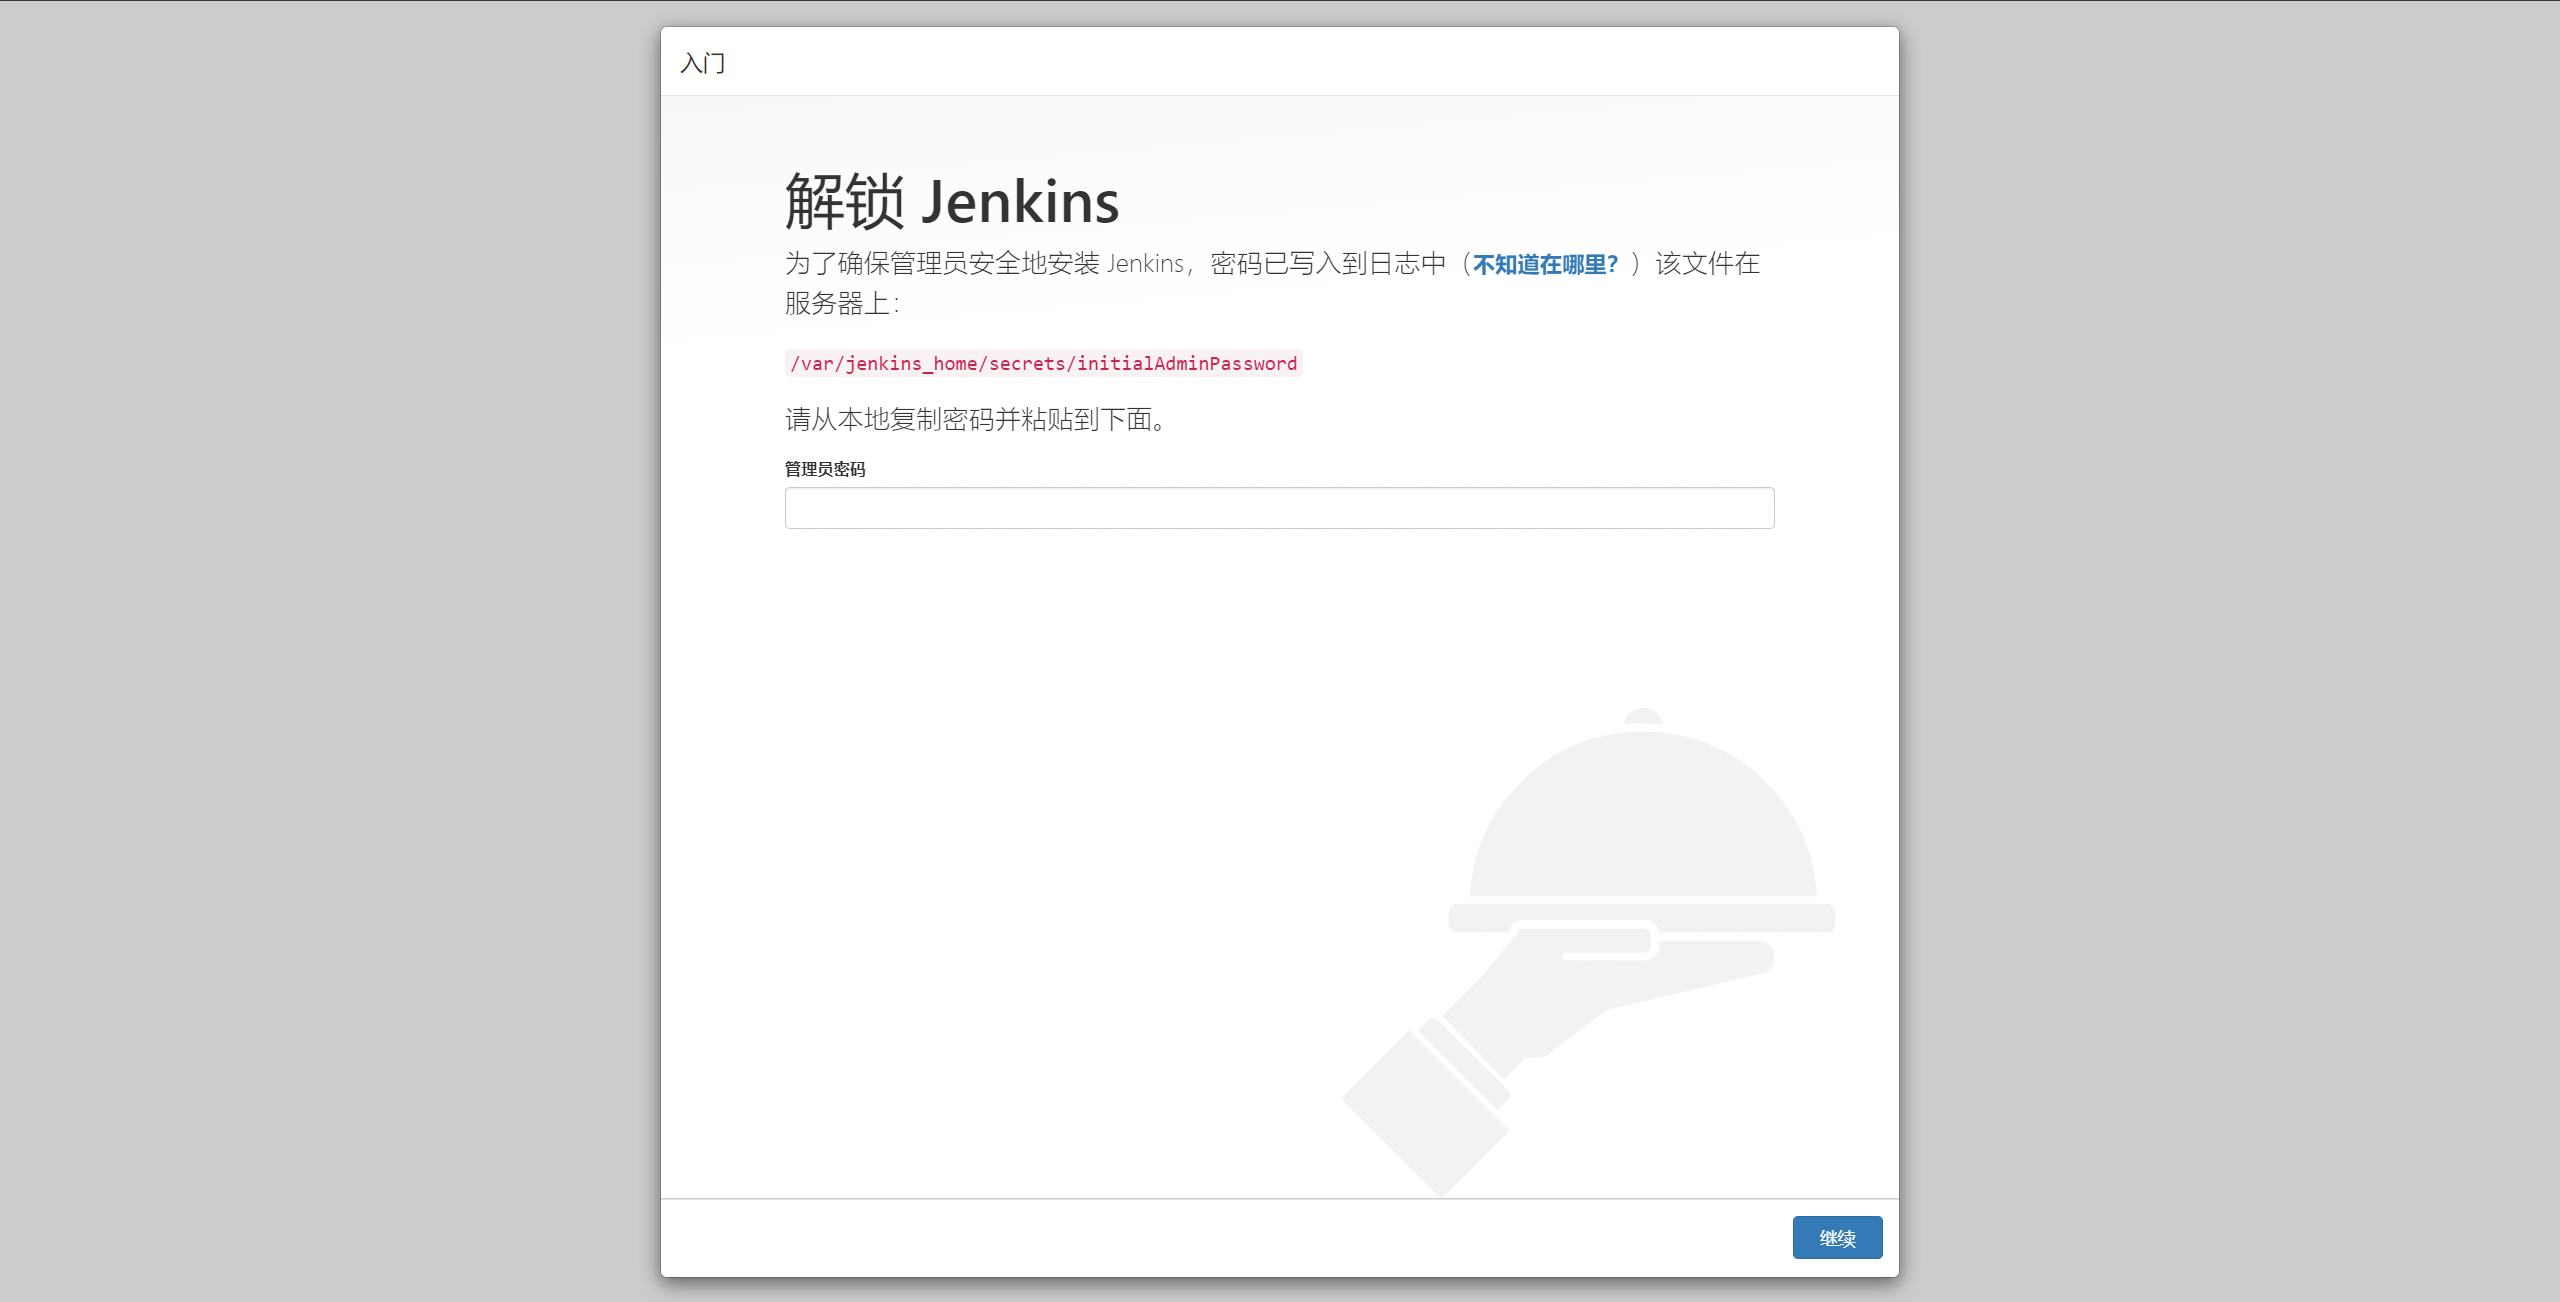 入门
解锁 Jenkins
为了确保管理员安全地安装 Jenkins，密码已写入到日志中（不知道在哪里？）该文件在
服务器上：
/var/jenkins_home/secrets/initialAdminPassword
请从本地复制密码并粘贴到下面。
管理员密码
继续